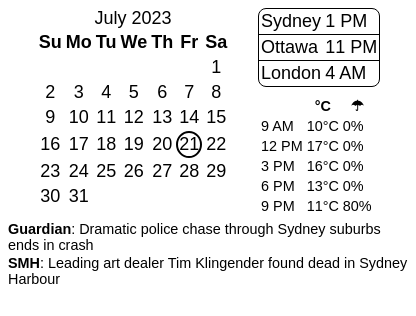 July 2023
Su Mo Tu We Th Fr Sa
1
2 3 4 5 6 7 8
9 10 11 12 13 14 15
16 17 18 19 20 21 22
23 24 25 26 27 28 29
30 31
Sydney 1 PM
Ottawa 11 PM
London 4 AM
°C ☂
9 AM 10°C 0%
12 PM 17°C 0%
3 PM 16°C 0%
6 PM 13°C 0%
9 PM 11°C 80%
Guardian: Dramatic police chase through Sydney suburbs
ends in crash
SMH: Leading art dealer Tim Klingender found dead in Sydney
Harbour